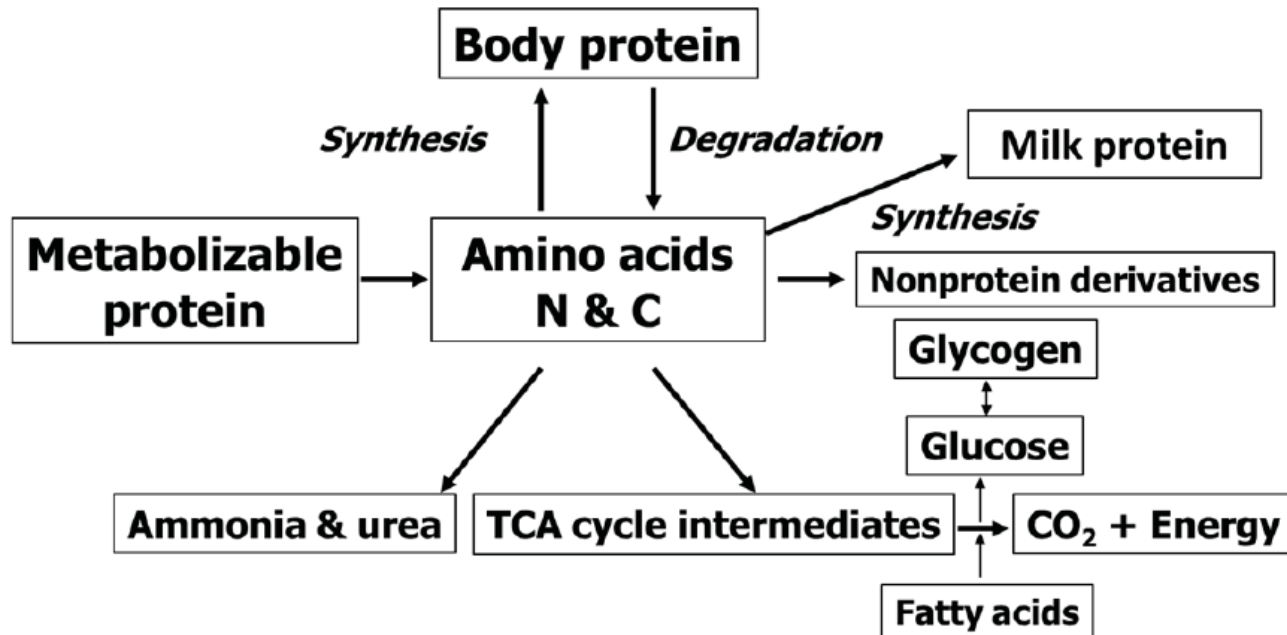 Body protein
Synthesis
Degradation
Milk protein
Synthesis
Metabolizable
protein
Amino acids
N & C
Nonprotein derivatives
Glycogen
Glucose
Ammonia & urea
TCA cycle intermediates
CO₂ + Energy
Fatty acids